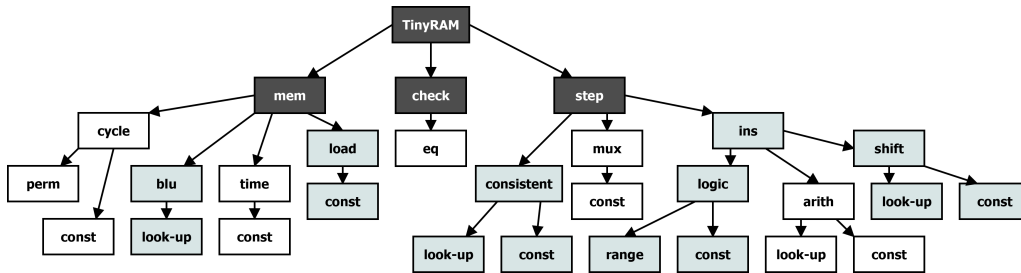 TinyRAM
mem
check
step
cycle
eq
mux
ins
load
shift
perm
blu
time
consistent
logic
const
const
arith
look-up
const
const
look-up
const
look-up
const
range
const
look-up
const